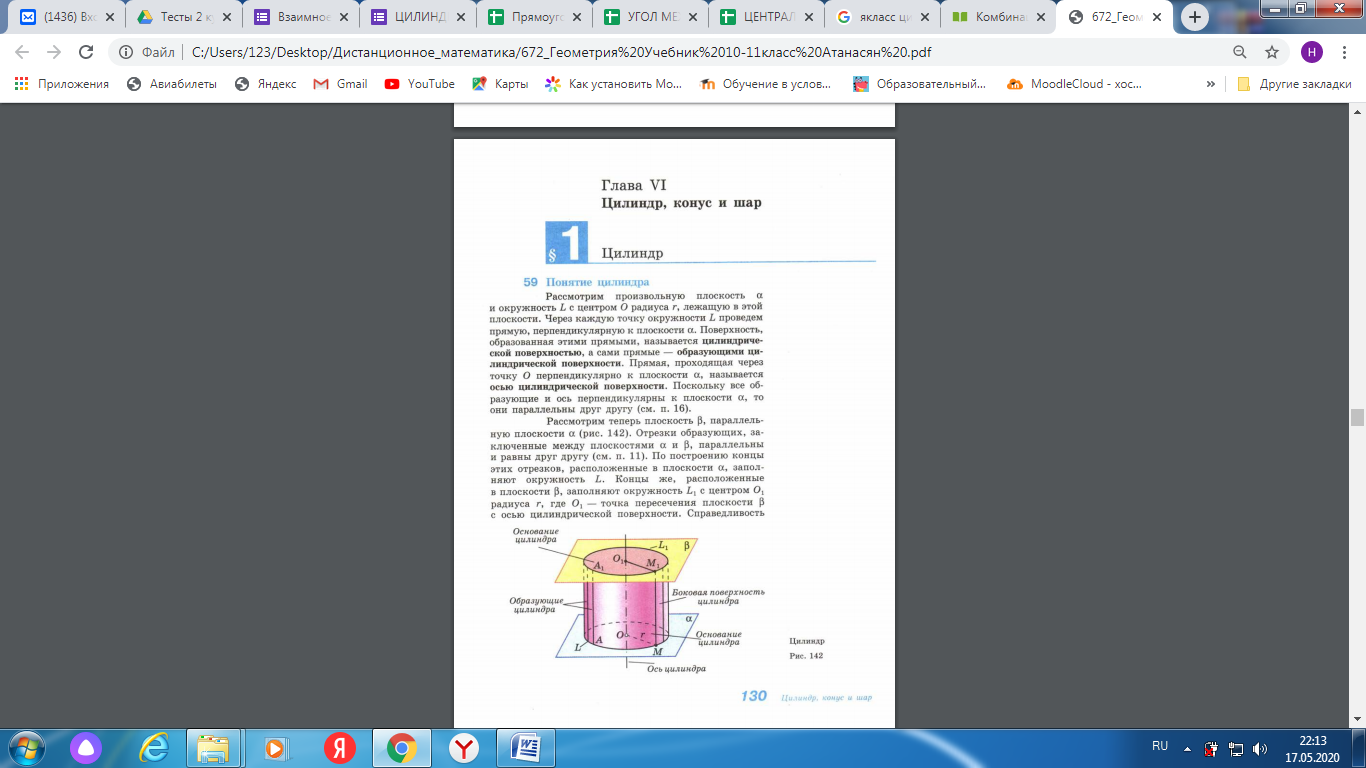 (1436) Вхо
Тесты 2 ку
Взаимное
ЦИЛИНД
Прямоуго
УГОЛ МЕ
ЦЕНТРАЛ
якласс ци
Комбинац
672_Геом
Файл
C:/Users/123/Desktop/Дистанционное_математика/672_Геометрия%20Учебник%2010-11класс%20Атанасян%20.pdf
Н
Приложения
Авиабилеты
Яндекс
Gmail
YouTube
Карты
Как установить Mo...
Обучение в услов...
Образовательный...
MoodleCloud - хос...
»
Другие закладки
Глава VI
Цилиндр, конус и шар
§ 1
Цилиндр
59 Понятие цилиндра
Рассмотрим произвольную плоскость α
и окружность L с центром O радиуса r, лежащую в этой
плоскости. Через каждую точку окружности L проведем
прямую, перпендикулярную к плоскости α. Поверхность,
образованная этими прямыми, называется цилиндриче-
ской поверхностью, а сами прямые — образующими ци-
линдрической поверхности. Прямая, проходящая через
точку O перпендикулярно к плоскости α, называется
осью цилиндрической поверхности. Поскольку все об-
разующие и ось перпендикулярны к плоскости α, то
они параллельны друг другу (см. п. 16).
Рассмотрим теперь плоскость β, параллель-
ную плоскости α (рис. 142). Отрезки образующих, за-
ключенные между плоскостями α и β, параллельны
и равны друг другу (см. п. 11). По построению концы
этих отрезков, расположенные в плоскости α, запол-
няют окружность L. Концы же, расположенные
в плоскости β, заполняют окружность L₁ с центром O₁
радиуса r, где O₁ — точка пересечения плоскости β
с осью цилиндрической поверхности. Справедливость
Основание
цилиндра
L₁
β
O₁
A₁
M₁
Образующие
цилиндра
Боковая поверхность
цилиндра
α
O
r
A
L
M
Основание
цилиндра
Ось цилиндра
Цилиндр
Рис. 142
130 Цилиндр, конус и шар
RU
22:13
17.05.2020